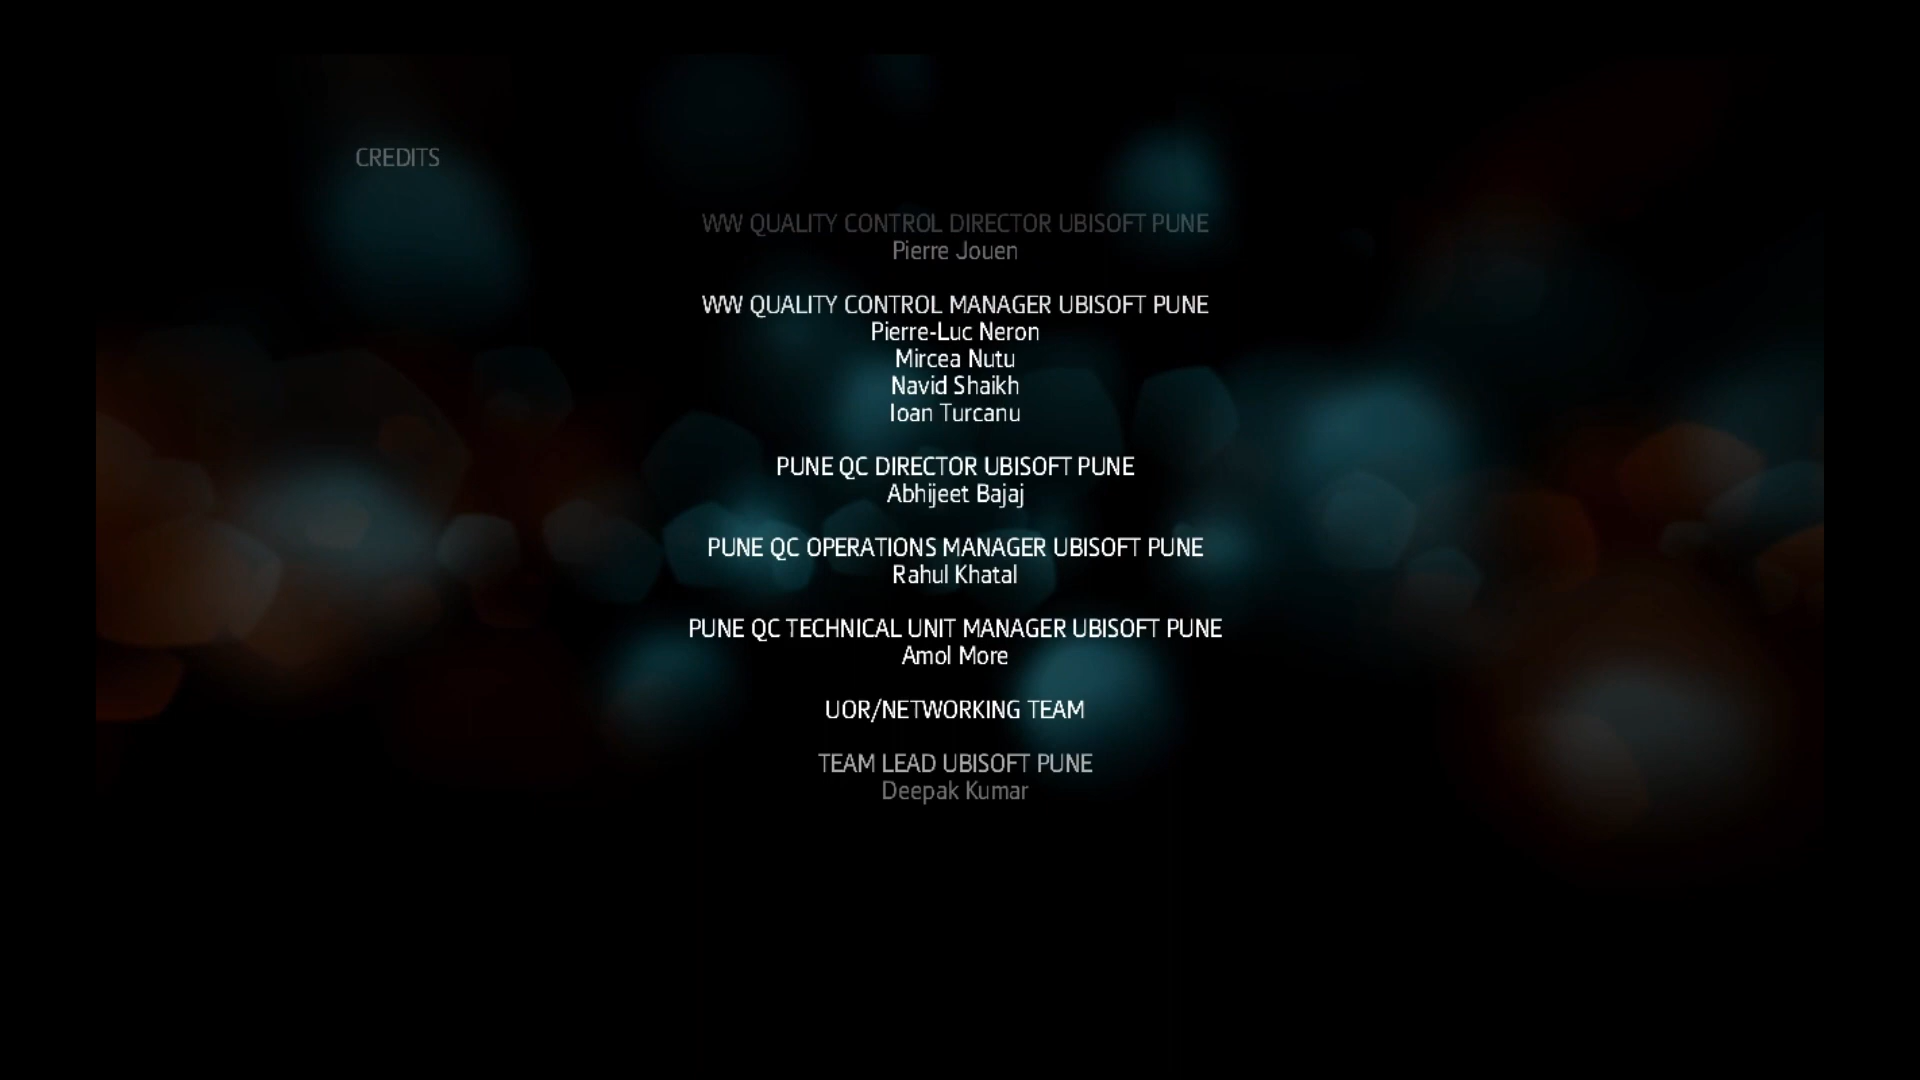 CREDITS
WW QUALITY CONTROL DIRECTOR UBISOFT PUNE
Pierre Jouen
WW QUALITY CONTROL MANAGER UBISOFT PUNE
Pierre-Luc Neron
Mircea Nutu
Navid Shaikh
Ioan Turcanu
PUNE QC DIRECTOR UBISOFT PUNE
Abhijeet Bajaj
PUNE QC OPERATIONS MANAGER UBISOFT PUNE
Rahul Khatal
PUNE QC TECHNICAL UNIT MANAGER UBISOFT PUNE
Amol More
UOR/NETWORKING TEAM
TEAM LEAD UBISOFT PUNE
Deepak Kumar